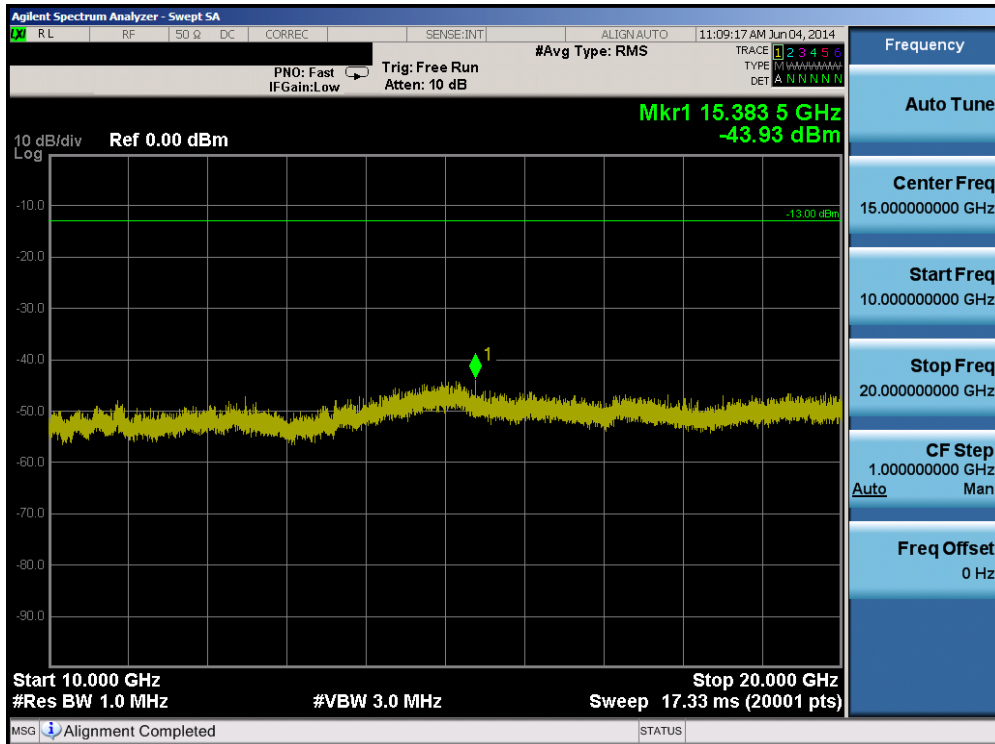 Agilent Spectrum Analyzer - Swept SA
LXI RL RF 50 Ω DC CORREC SENSE:INT ALIGN AUTO 11:09:17 AM Jun 04, 2014
#Avg Type: RMS
TRACE 1 2 3 4 5 6
TYPE M
DET A N N N N N
PNO: Fast
IFGain:Low
Trig: Free Run
Atten: 10 dB
Mkr1 15.383 5 GHz
-43.93 dBm
10 dB/div Ref 0.00 dBm
Log
-10.0
-13.00 dBm
-20.0
-30.0
-40.0
1
-50.0
-60.0
-70.0
-80.0
-90.0
Start 10.000 GHz
Stop 20.000 GHz
#Res BW 1.0 MHz
#VBW 3.0 MHz
Sweep 17.33 ms (20001 pts)
MSG Alignment Completed
STATUS
Frequency
Auto Tune
Center Freq
15.000000000 GHz
Start Freq
10.000000000 GHz
Stop Freq
20.000000000 GHz
CF Step
1.000000000 GHz
Auto Man
Freq Offset
0 Hz